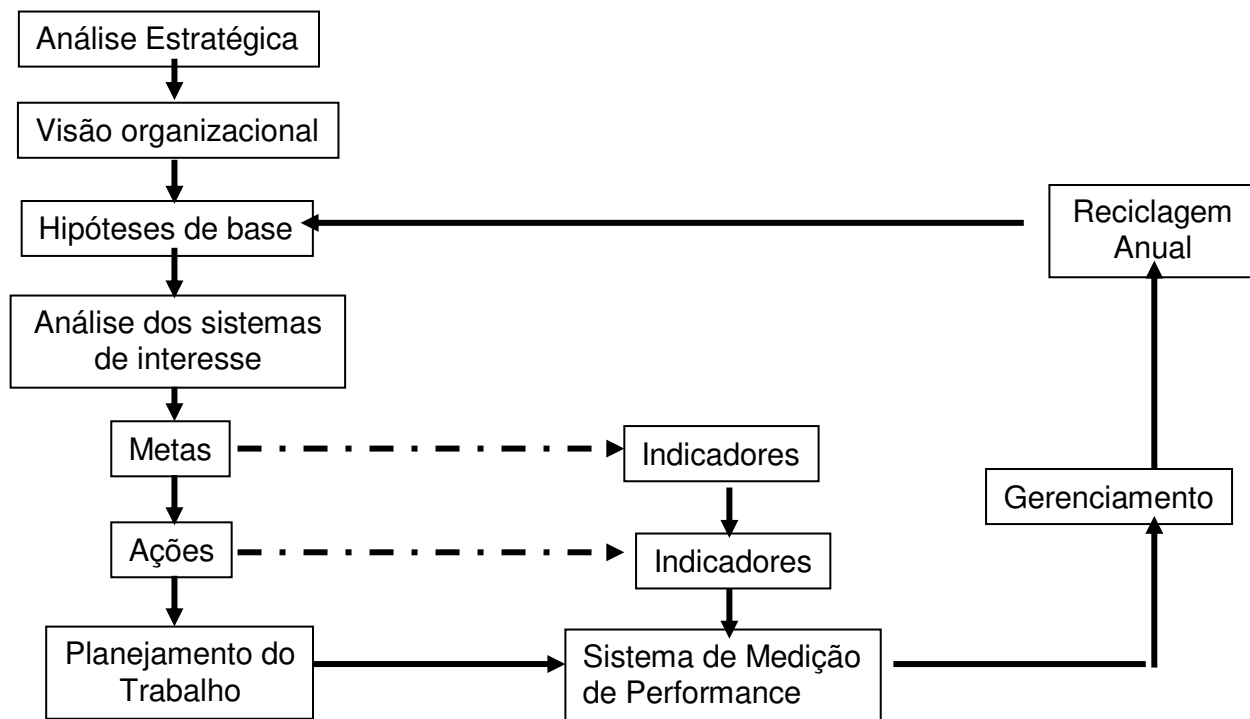 Análise Estratégica
Visão organizacional
Hipóteses de base
Reciclagem
Anual
Análise dos sistemas
de interesse
Metas
Indicadores
Gerenciamento
Ações
Indicadores
Planejamento do
Trabalho
Sistema de Medição
de Performance